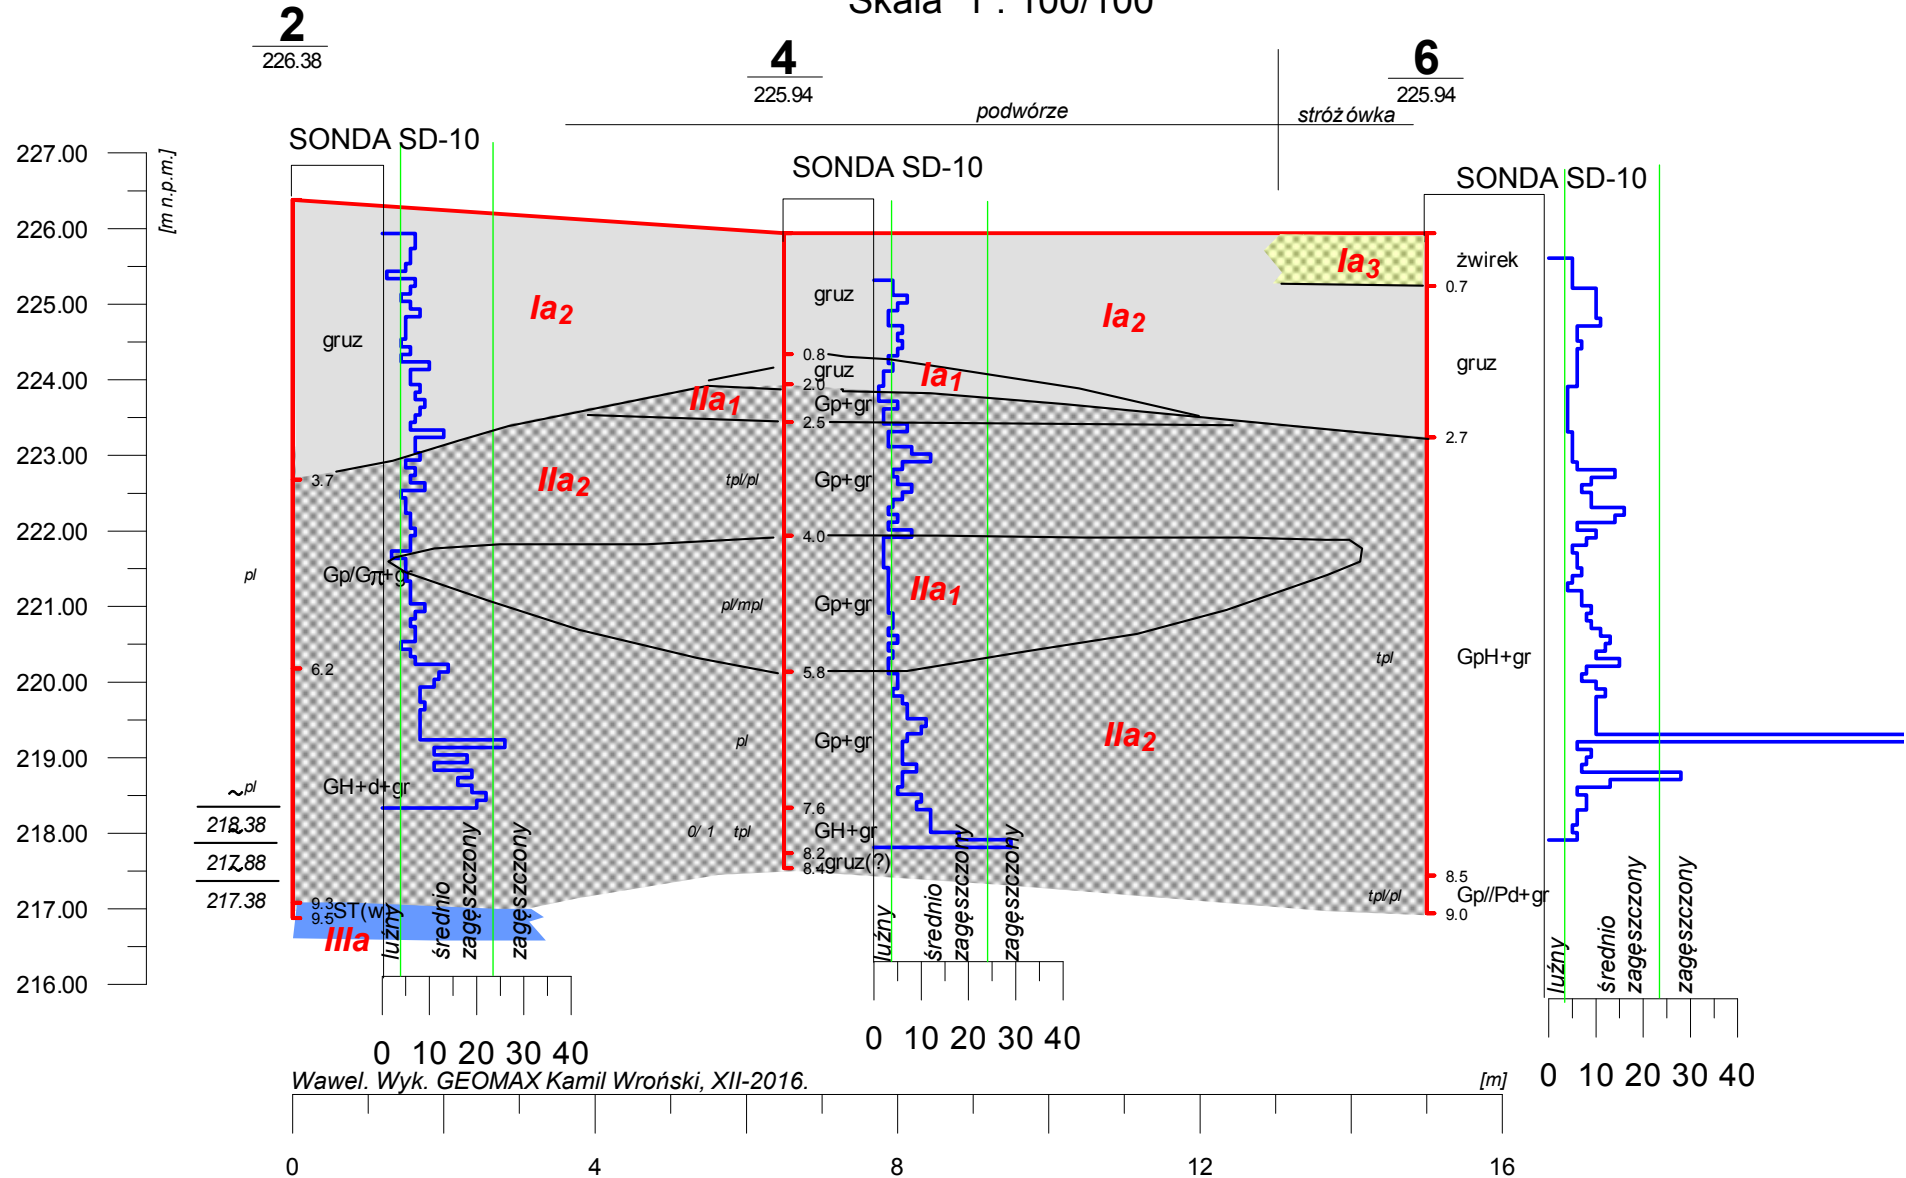 Skala 1 : 100/100
2
226.38
4
225.94
6
225.94
podwórze
stróżówka
SONDA SD-10
SONDA SD-10
SONDA SD-10
[m n.p.m.]
227.00
226.00
225.00
224.00
223.00
222.00
221.00
220.00
219.00
218.00
217.00
216.00
gruz
3.7
pl
Gp/Gπ+gr
6.2
~pl
GH+d+gr
218.38
~
217.88
~
217.38
9.3
9.5
ST(w
IIIa
Ia2
IIa1
IIa2
gruz
0.8
gruz
2.0
Gp+gr
2.5
tpl/pl
Gp+gr
4.0
pl/mpl
Gp+gr
5.8
pl
Gp+gr
7.6
0/ 1 tpl
GH+gr
8.2
8.4
gruz(?)
Ia1
Ia2
Ia3
IIa1
IIa2
żwirek
0.7
gruz
2.7
tpl
GpH+gr
8.5
tpl/pl
Gp//Pd+gr
9.0
luźny
średnio
zagęszczony
zagęszczony
luźny
średnio
zagęszczony
zagęszczony
luźny
średnio
zagęszczony
zagęszczony
0 10 20 30 40
0 10 20 30 40
0 10 20 30 40
Wawel. Wyk. GEOMAX Kamil Wroński, XII-2016.
[m]
0 4 8 12 16